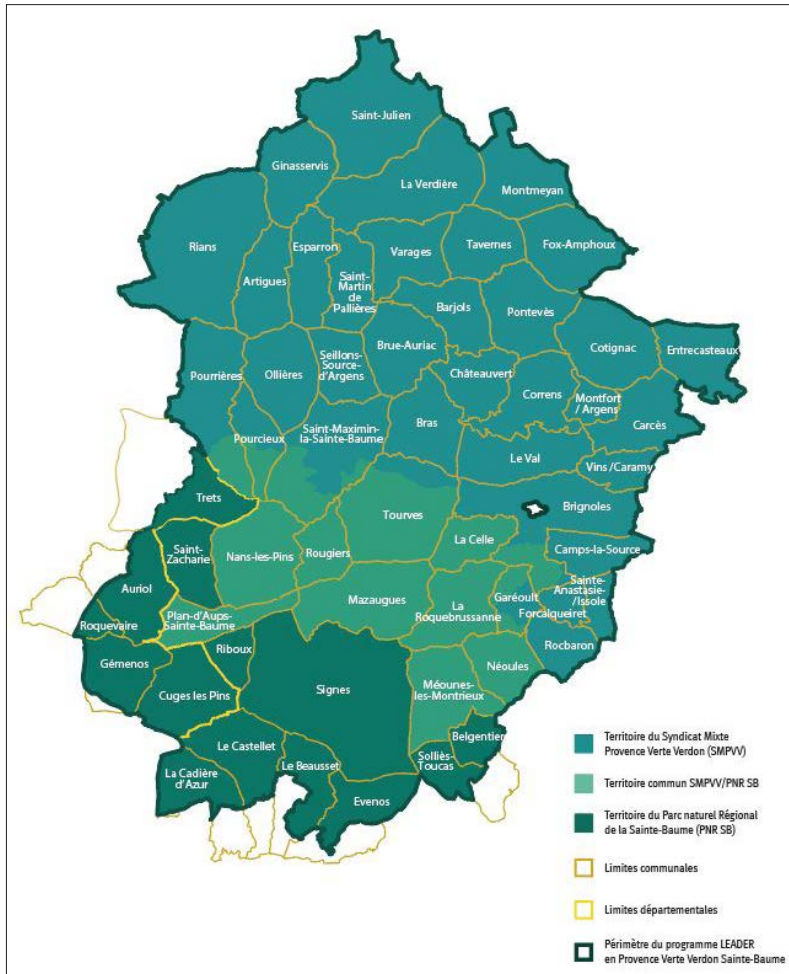 Saint-Julien
Ginasservis
La Verdière
Montmeyan
Rians
Artigues
Esparron
Saint-
Martin
de
Pallières
Varages
Tavernes
Fox-Amphoux
Barjols
Pontevès
Cotignac
Entrecasteaux
Pourrières
Ollières
Seillons-
Source-
d'Argens
Brue-Auriac
Châteauvert
Correns
Montfort
/ Argens
Carcès
Pourcieux
Saint-Maximin-
la-Sainte-Baume
Bras
Le Val
Vins /Caramy
Trets
Tourves
Brignoles
Saint-
Zacharie
Nans-les-Pins
Rougiers
La Celle
Camps-la-Source
Auriol
Plan-d'Aups-
Sainte-Baume
Mazaugues
La
Roquebrussanne
Garéoult
Forcalqueiret
Sainte-
Anastasie-
/Issole
Roquevaire
Riboux
Rocbaron
Gémenos
Cuges les Pins
Signes
Méounes-
les-Montrieux
Néoules
Le Castellet
Belgentier
La Cadière
d'Azur
Le Beausset
Solliès-
Toucas
Evenos
Territoire du Syndicat Mixte
Provence Verte Verdon (SMPVV)
Territoire commun SMPVV/PNR SB
Territoire du Parc naturel Régional
de la Sainte-Baume (PNR SB)
Limites communales
Limites départementales
Périmètre du programme LEADER
en Provence Verte Verdon Sainte-Baume